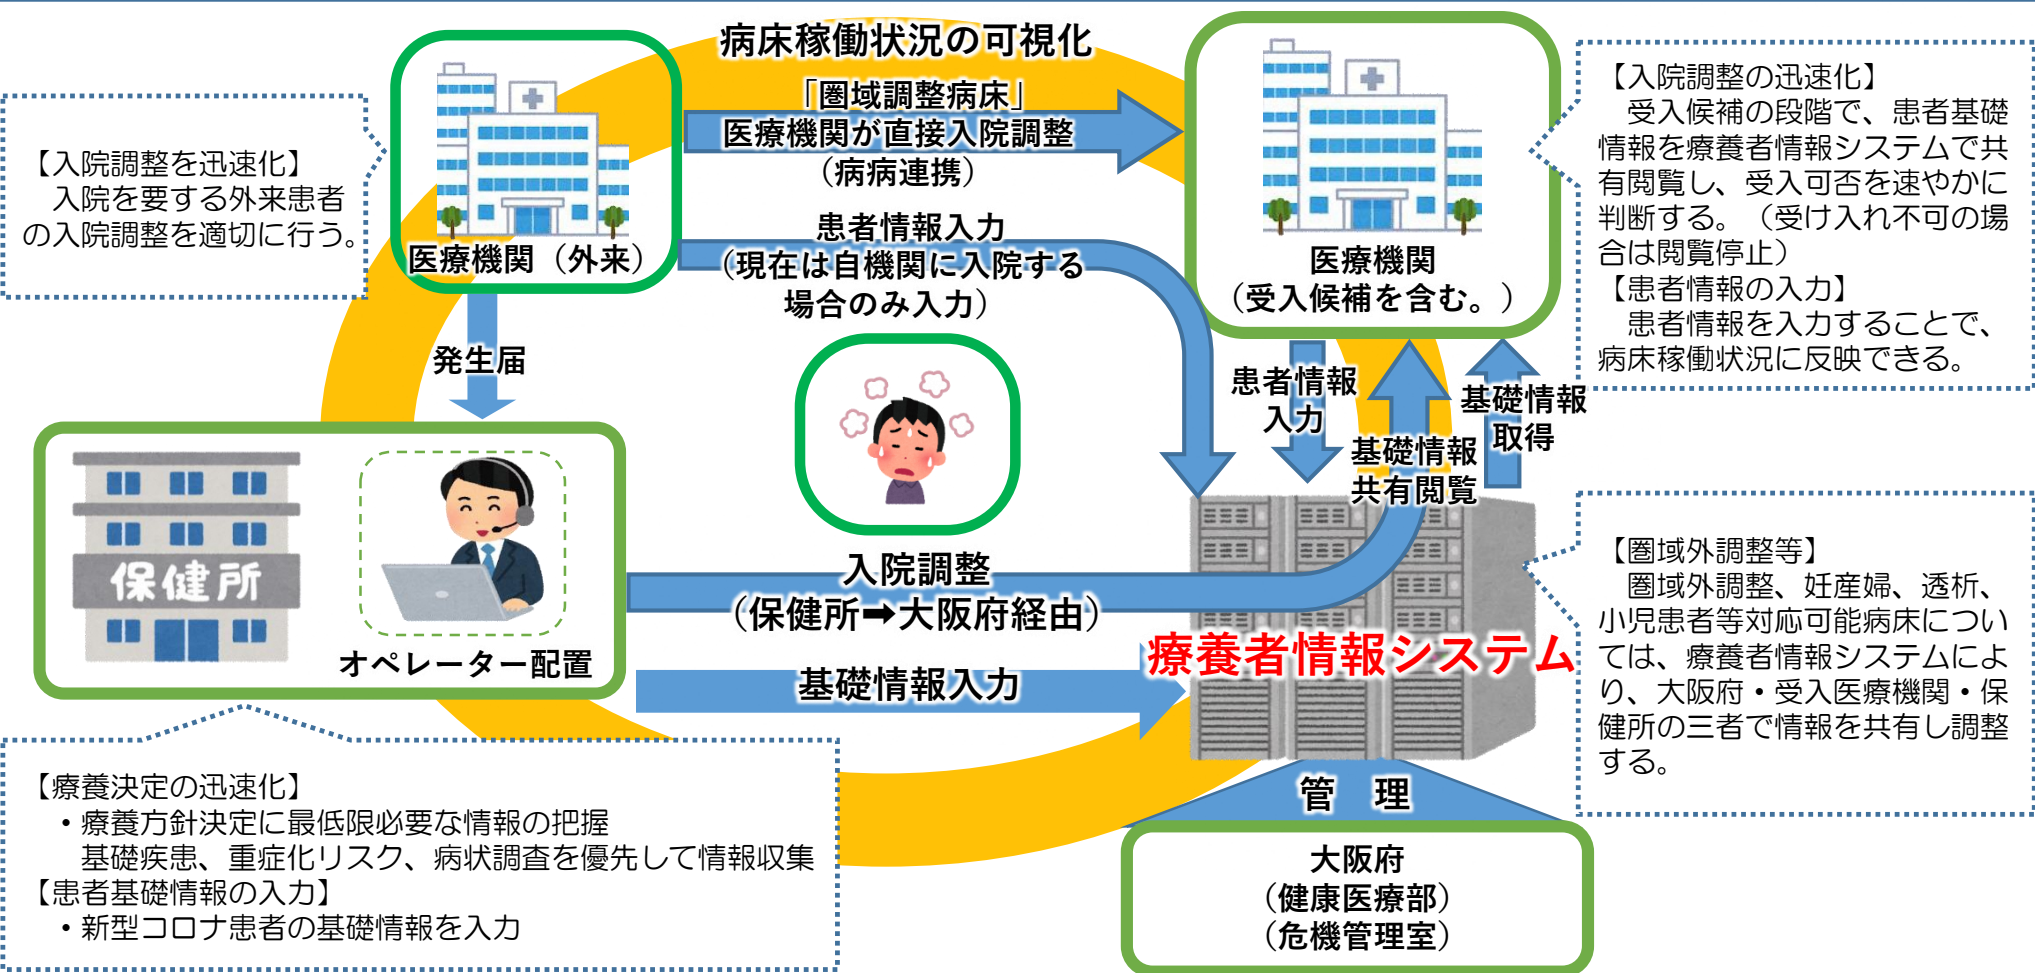 病床稼働状況の可視化
「圏域調整病床」
医療機関が直接入院調整
（病病連携）
【入院調整を迅速化】
　入院を要する外来患者
の入院調整を適切に行う。
医療機関（外来）
患者情報入力
（現在は自機関に入院する
場合のみ入力）
医療機関
（受入候補を含む。）
【入院調整の迅速化】
　受入候補の段階で、患者基礎
情報を療養者情報システムで共
有閲覧し、受入可否を速やかに
判断する。（受け入れ不可の場
合は閲覧停止）
【患者情報の入力】
　患者情報を入力することで、
病床稼働状況に反映できる。
発生届
患者情報
入力
基礎情報
共有閲覧
基礎情報
取得
保健所
オペレーター配置
入院調整
（保健所➡大阪府経由）
基礎情報入力
療養者情報システム
【圏域外調整等】
　圏域外調整、妊産婦、透析、
小児患者等対応可能病床につい
ては、療養者情報システムによ
り、大阪府・受入医療機関・保
健所の三者で情報を共有し調整
する。
【療養決定の迅速化】
・療養方針決定に最低限必要な情報の把握
基礎疾患、重症化リスク、病状調査を優先して情報収集
【患者基礎情報の入力】
・新型コロナ患者の基礎情報を入力
管　理
大阪府
（健康医療部）
（危機管理室）